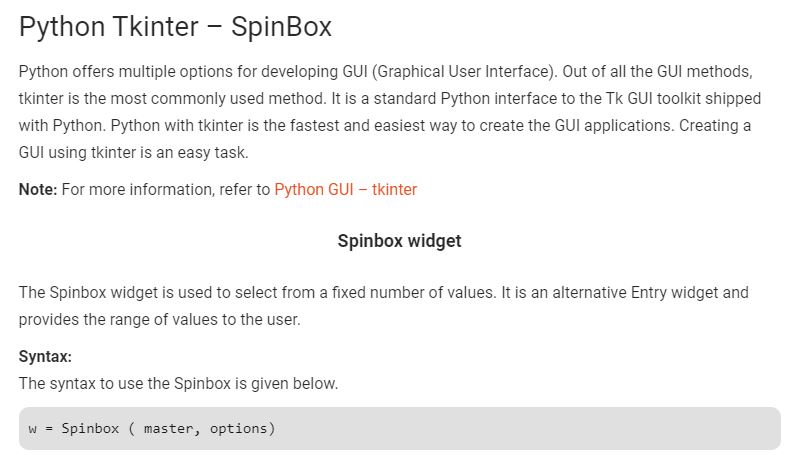 Python Tkinter – SpinBox
Python offers multiple options for developing GUI (Graphical User Interface). Out of all the GUI methods,
tkinter is the most commonly used method. It is a standard Python interface to the Tk GUI toolkit shipped
with Python. Python with tkinter is the fastest and easiest way to create the GUI applications. Creating a
GUI using tkinter is an easy task.
Note: For more information, refer to Python GUI – tkinter
Spinbox widget
The Spinbox widget is used to select from a fixed number of values. It is an alternative Entry widget and
provides the range of values to the user.
Syntax:
The syntax to use the Spinbox is given below.
w = Spinbox ( master, options)